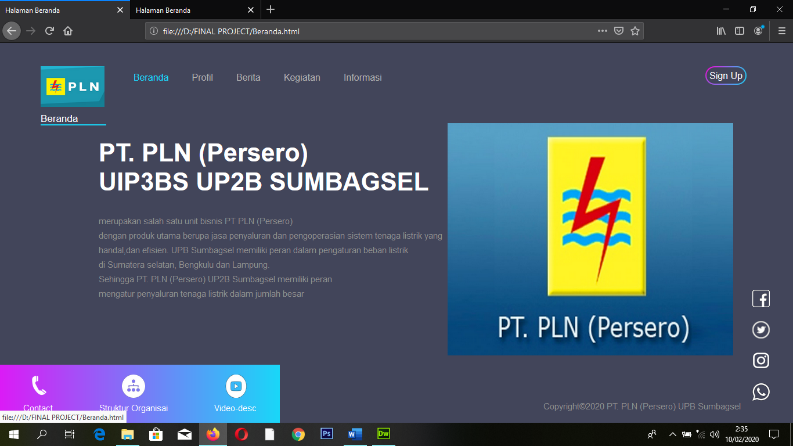 Halaman Beranda
Halaman Beranda
file:///D:/FINAL PROJECT/Beranda.html
PLN
Beranda
Profil
Berita
Kegiatan
Informasi
Sign Up
Beranda
PT. PLN (Persero)
UIP3BS UP2B SUMBAGSEL
merupakan salah satu unit bisnis PT PLN (Persero)
dengan produk utama berupa jasa penyaluran dan pengoperasian sistem tenaga listrik yang
handal,dan efisien. UPB Sumbagsel memiliki peran dalam pengaturan beban listrik
di Sumatera selatan, Bengkulu dan Lampung.
Sehingga PT. PLN (Persero) UP2B Sumbagsel memiliki peran
mengatur penyaluran tenaga listrik dalam jumlah besar
PT. PLN (Persero)
Contact
Struktur Organisai
Video-desc
Copyright©2020 PT. PLN (Persero) UPB Sumbagsel
file:///D:/FINAL PROJECT/Beranda.html
Ps
W
Dw
2:35
10/02/2020